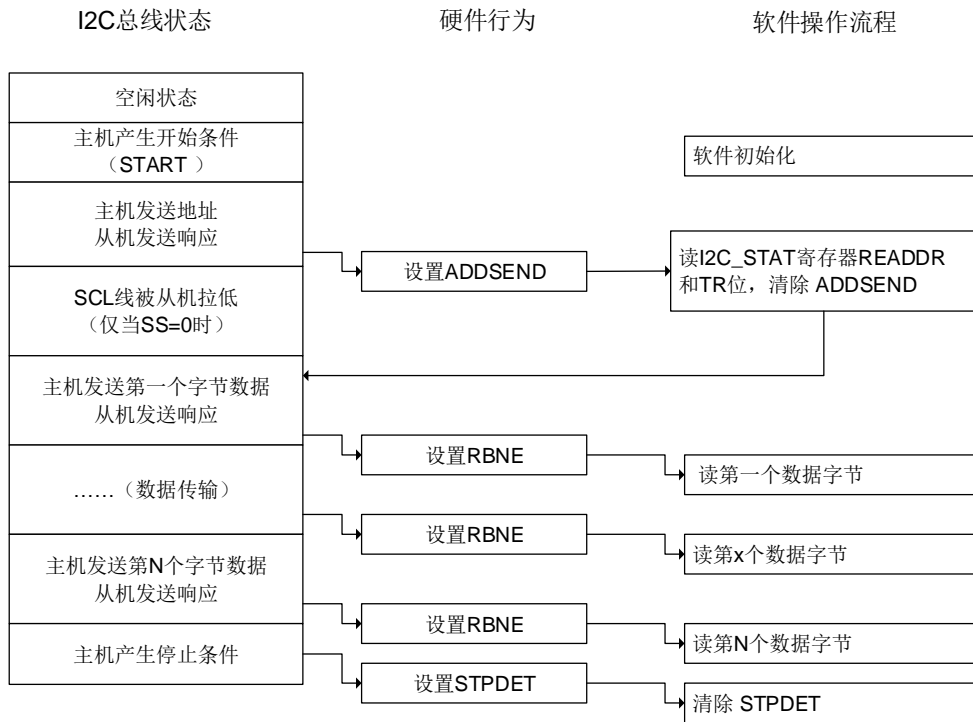 I2C总线状态
硬件行为
软件操作流程
空闲状态
主机产生开始条件
（START ）
软件初始化
主机发送地址
从机发送响应
设置ADDSEND
读I2C_STAT寄存器READDR
和TR位，清除 ADDSEND
SCL线被从机拉低
（仅当SS=0时）
主机发送第一个字节数据
从机发送响应
设置RBNE
读第一个数据字节
……（数据传输）
设置RBNE
读第x个数据字节
主机发送第N个字节数据
从机发送响应
设置RBNE
读第N个数据字节
主机产生停止条件
设置STPDET
清除 STPDET